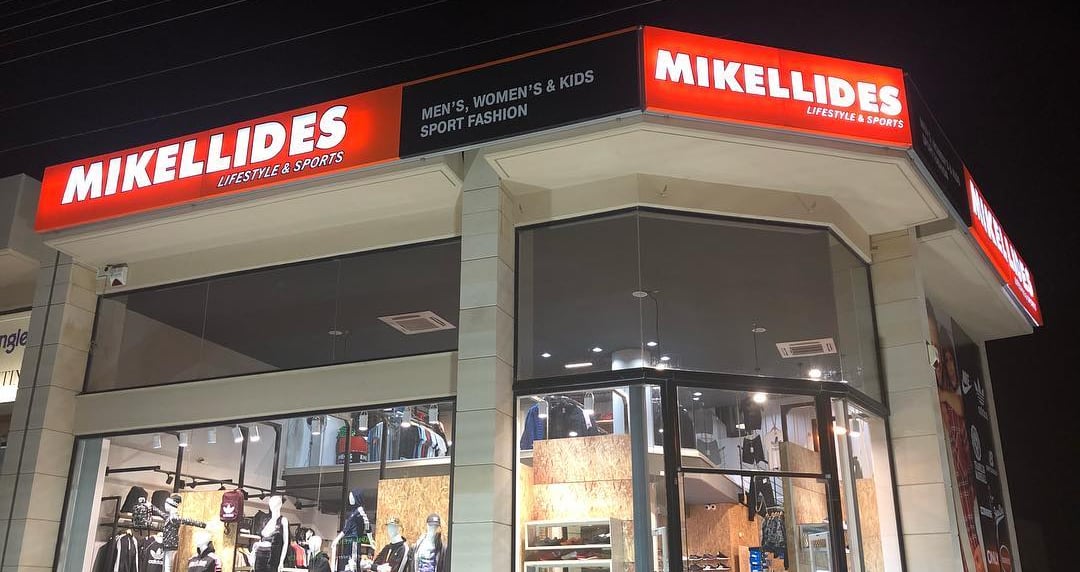 MIKELLIDES
LIFESTYLE & SPORTS
MEN'S, WOMEN'S & KIDS
SPORT FASHION
MIKELLIDES
LIFESTYLE & SPORTS
MIKELLIDES